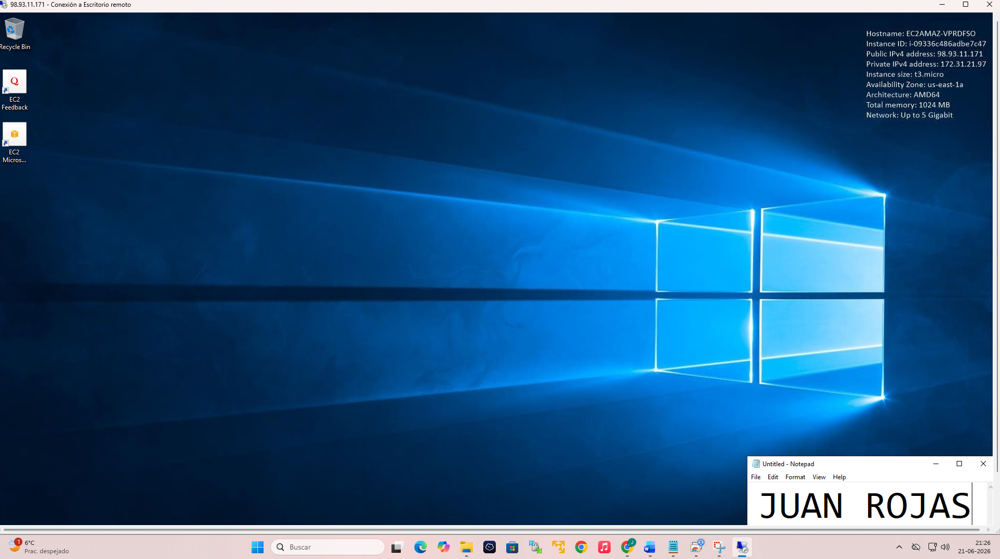 98.93.11.171 - Conexión a Escritorio remoto
Recycle Bin
EC2
Feedback
EC2
Micros...
Hostname: EC2AMAZ-VPRDFSO
Instance ID: i-09336c486adbe7c47
Public IPv4 address: 98.93.11.171
Private IPv4 address: 172.31.21.97
Instance size: t3.micro
Availability Zone: us-east-1a
Architecture: AMD64
Total memory: 1024 MB
Network: Up to 5 Gigabit
Untitled - Notepad
File Edit Format View Help
JUAN ROJAS
1
6°C
Prac. despejado
Buscar
J
21:26
21-06-2026